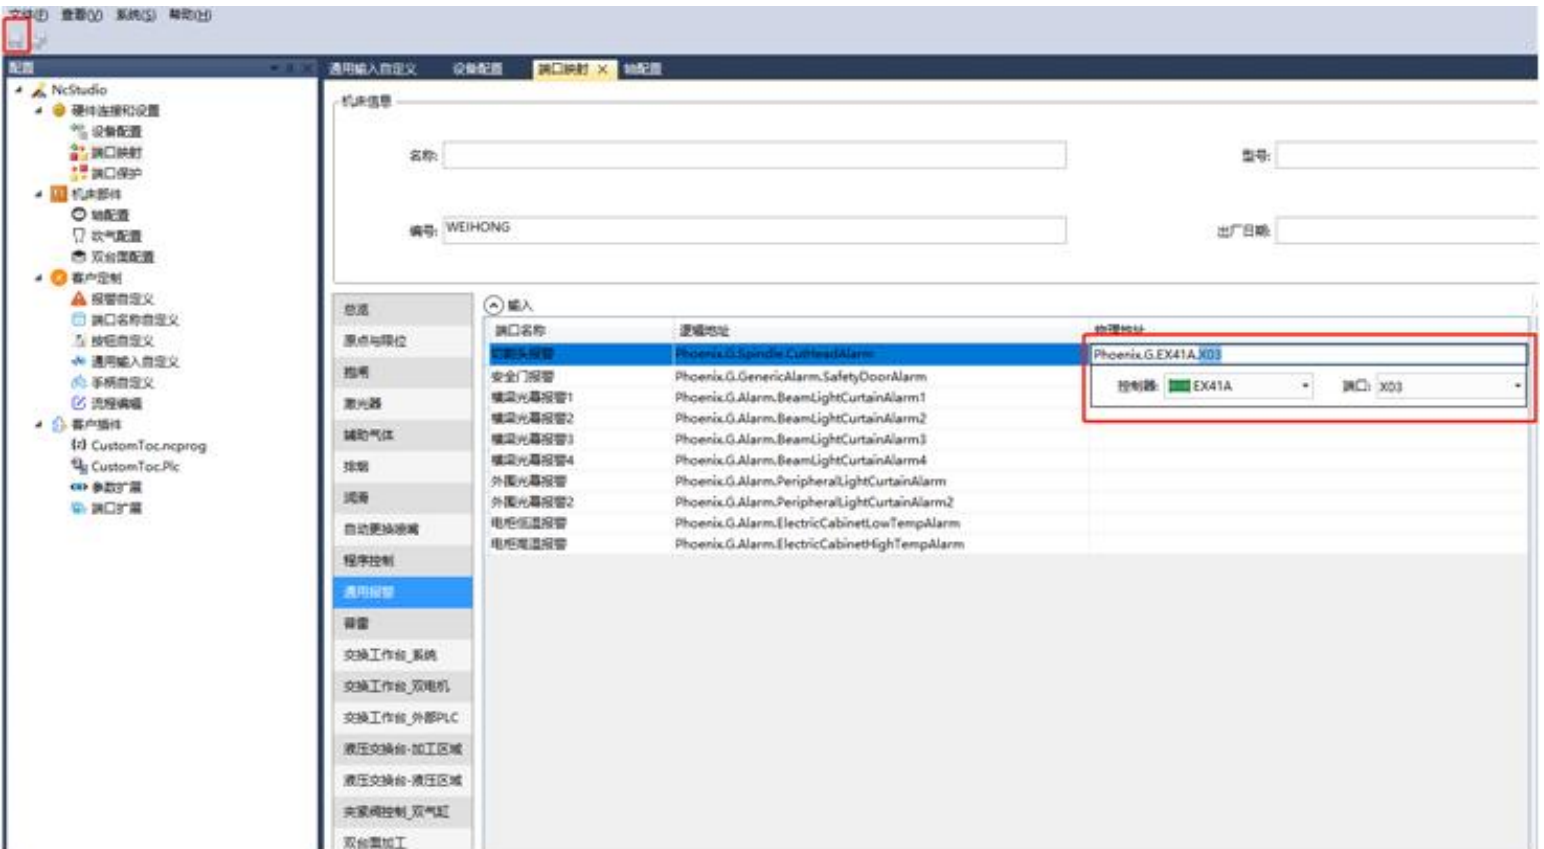 文件(F) 查看(V) 系统(S) 帮助(H)
配置
通用输入自定义 设备配置 端口映射 × 轴配置
NcStudio
硬件连接和设置
设备配置
端口映射
端口保护
机床部件
轴配置
吹气配置
双台面配置
客户定制
报警自定义
端口名称自定义
按钮自定义
通用输入自定义
手柄自定义
流程编辑
客户插件
CustomToc.ncprog
CustomToc.Plc
参数扩展
端口扩展
机床信息
名称: 型号:
编号: WEIHONG 出厂日期:
总览
原点与限位
抱闸
激光器
辅助气体
排烟
润滑
自动更换喷嘴
程序控制
通用报警
普雷
交换工作台_系统
交换工作台_双电机
交换工作台_外部PLC
液压交换台-加工区域
液压交换台-液压区域
夹紧阀控制_双气缸
双台面加工
输入
端口名称 逻辑地址 物理地址
切割头报警 Phoenix.G.Spindle.CutHeadAlarm Phoenix.G.EX41A.X03
控制器: EX41A 端口: X03
安全门报警 Phoenix.G.GenericAlarm.SafetyDoorAlarm
横梁光幕报警1 Phoenix.G.Alarm.BeamLightCurtainAlarm1
横梁光幕报警2 Phoenix.G.Alarm.BeamLightCurtainAlarm2
横梁光幕报警3 Phoenix.G.Alarm.BeamLightCurtainAlarm3
横梁光幕报警4 Phoenix.G.Alarm.BeamLightCurtainAlarm4
外围光幕报警 Phoenix.G.Alarm.PeripheralLightCurtainAlarm
外围光幕报警2 Phoenix.G.Alarm.PeripheralLightCurtainAlarm2
电柜低温报警 Phoenix.G.Alarm.ElectricCabinetLowTempAlarm
电柜高温报警 Phoenix.G.Alarm.ElectricCabinetHighTempAlarm